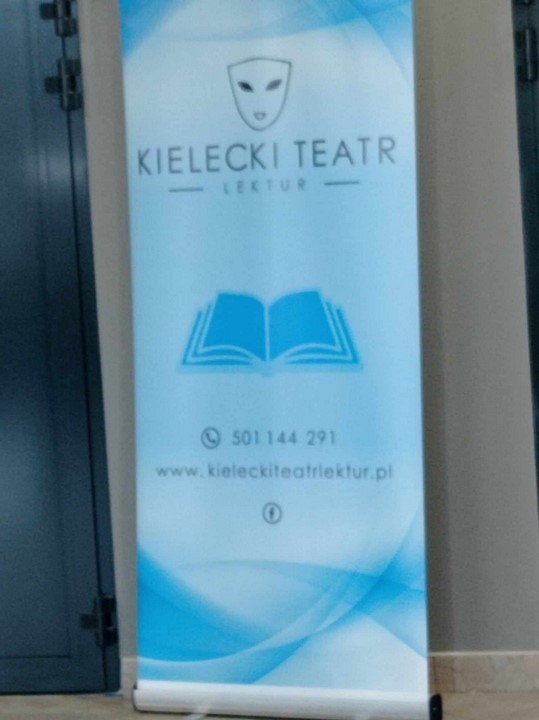 KIELECKI TEATR
LEKTUR
501 144 291
www.kieleckiteatrlektur.pl